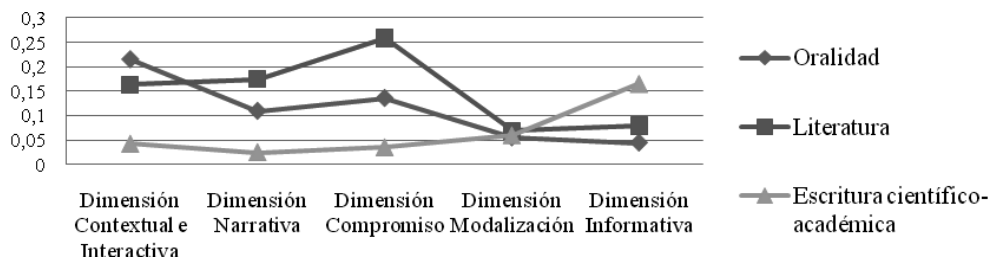 0,3
0,25
0,2
0,15
0,1
0,05
0
Dimensión Contextual e Interactiva
Dimensión Narrativa
Dimensión Compromiso
Dimensión Modalización
Dimensión Informativa
Oralidad
Literatura
Escritura científico-
académica